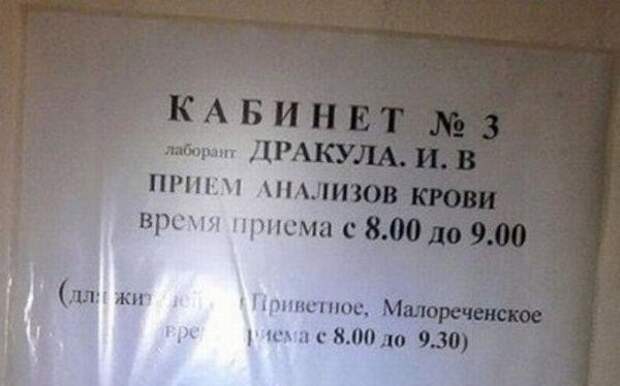 КАБИНЕТ № 3
лаборант ДРАКУЛА. И. В
ПРИЕМ АНАЛИЗОВ КРОВИ
время приема с 8.00 до 9.00
Приветное, Малореченское
с 8.00 до 9.30)